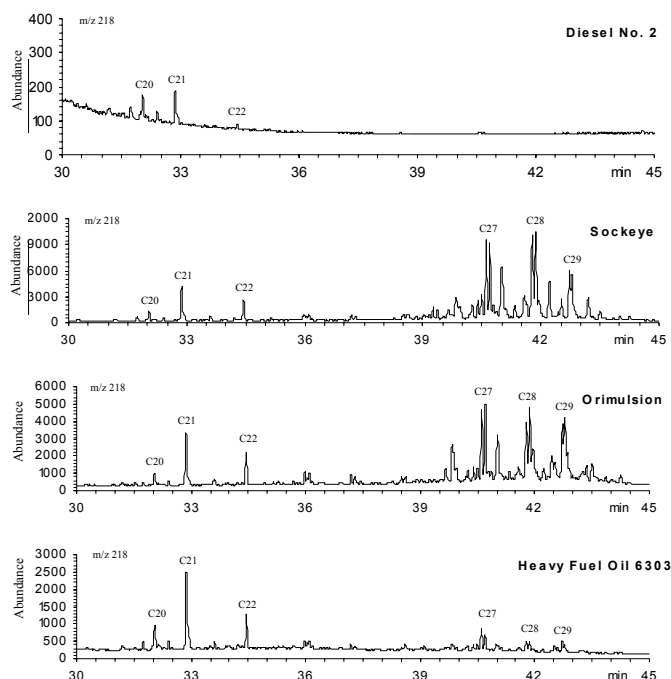 400
m/z 218
Diesel No. 2
300
200
100
0
Abundance
C20
C21
C22
30 33 36 39 min 42 45
2000
m/z 218
Sockeye
9000
6000
3000
0
Abundance
C20
C21
C22
C27
C28
C29
30 33 36 39 min 42 45
6000
m/z 218
Orimulsion
5000
4000
3000
2000
1000
0
Abundance
C20
C21
C22
C27
C28
C29
30 33 36 39 42 min 45
3000
m/z 218
Heavy Fuel Oil 6303
2500
2000
1500
1000
500
0
Abundance
C20
C21
C22
C27
C28
C29
30 33 36 39 42 min 45